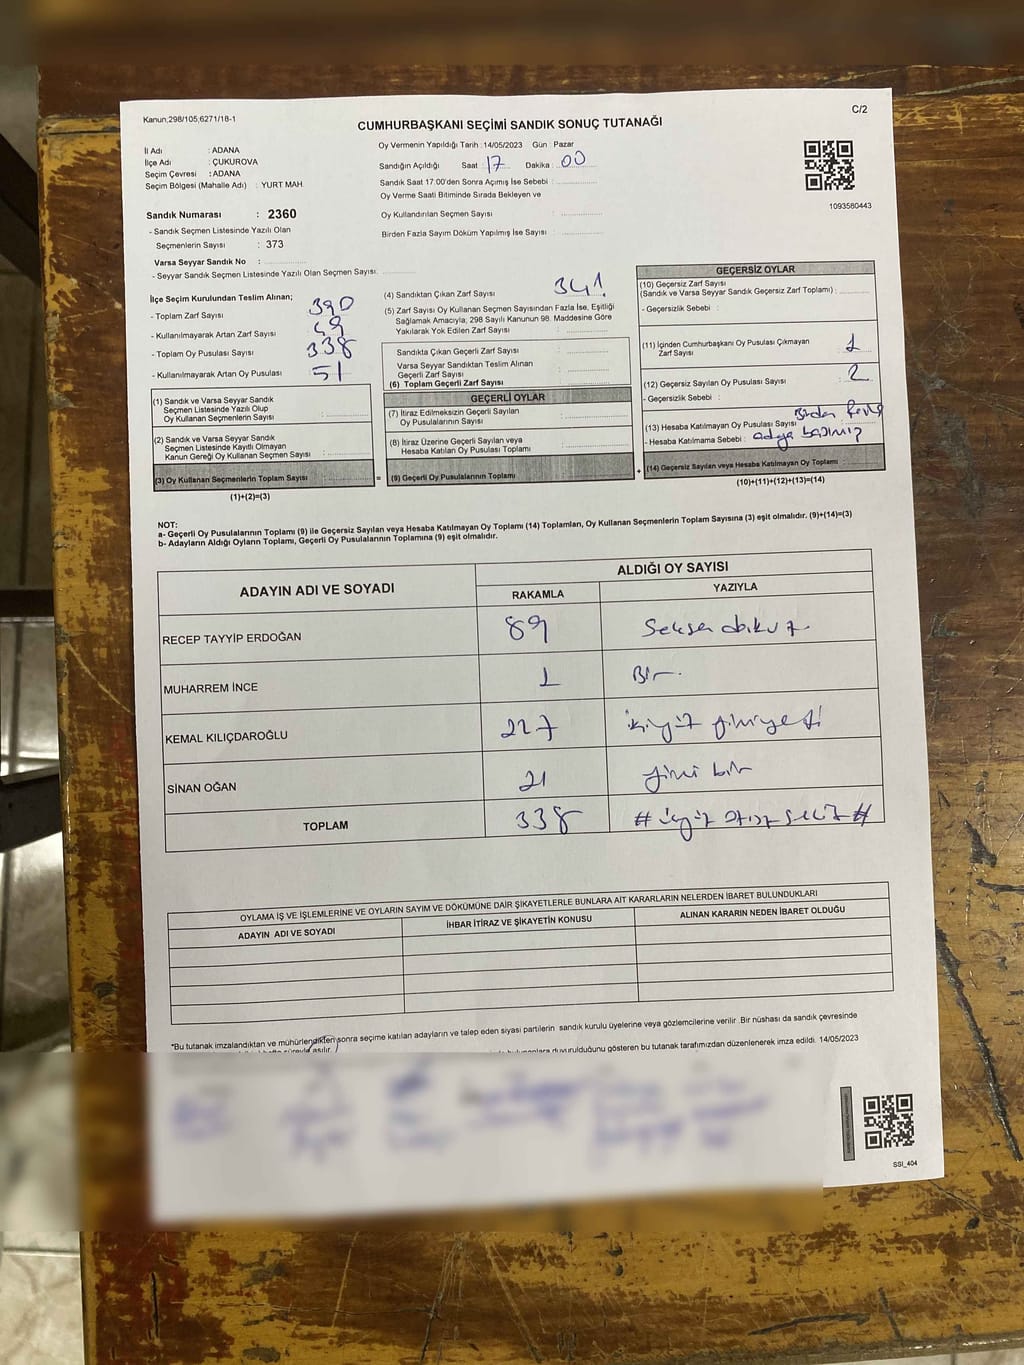 Kanun,298/105,6271/18-1
C/2
CUMHURBAŞKANI SEÇİMİ SANDIK SONUÇ TUTANAĞI
İl Adı : ADANA
İlçe Adı : ÇUKUROVA
Seçim Çevresi : ADANA
Seçim Bölgesi (Mahalle Adı) : YURT MAH.
Oy Vermenin Yapıldığı Tarih : 14/05/2023 Gün : Pazar
Sandığın Açıldığı Saat : 17 Dakika : 00
Sandık Saat 17:00'den Sonra Açımış İse Sebebi :
Oy Verme Saati Bitiminde Sırada Bekleyen ve
Oy Kullandırılan Seçmen Sayısı :
Birden Fazla Sayım Döküm Yapılmış İse Sayısı :
1093580443
Sandık Numarası : 2360
- Sandık Seçmen Listesinde Yazılı Olan
Seçmenlerin Sayısı : 373
Varsa Seyyar Sandık No :
- Seyyar Sandık Seçmen Listesinde Yazılı Olan Seçmen Sayısı:
İlçe Seçim Kurulundan Teslim Alınan;
- Toplam Zarf Sayısı 390
- Kullanılmayarak Artan Zarf Sayısı 49
- Toplam Oy Pusulası Sayısı 338
- Kullanılmayarak Artan Oy Pusulası 51
(1) Sandık ve Varsa Seyyar Sandık
Seçmen Listesinde Yazılı Olup
Oy Kullanan Seçmenlerin Sayısı :
(2) Sandık ve Varsa Seyyar Sandık
Seçmen Listesinde Kayıtlı Olmayan
Kanun Gereği Oy Kullanan Seçmen Sayısı :
(3) Oy Kullanan Seçmenlerin Toplam Sayısı :
(1)+(2)=(3)
(4) Sandıktan Çıkan Zarf Sayısı 341
(5) Zarf Sayısı Oy Kullanan Seçmen Sayısından Fazla İse, Eşitliği
Sağlamak Amacıyla; 298 Sayılı Kanunun 98. Maddesine Göre
Yakılarak Yok Edilen Zarf Sayısı :
Sandıkta Çıkan Geçerli Zarf Sayısı :
Varsa Seyyar Sandıktan Teslim Alınan
Geçerli Zarf Sayısı :
(6) Toplam Geçerli Zarf Sayısı :
=
GEÇERLİ OYLAR
(7) İtiraz Edilmeksizin Geçerli Sayılan
Oy Pusulalarının Sayısı :
(8) İtiraz Üzerine Geçerli Sayılan veya
Hesaba Katılan Oy Pusulası Toplamı :
(9) Geçerli Oy Pusulalarının Toplamı :
+
GEÇERSİZ OYLAR
(10) Geçersiz Zarf Sayısı
(Sandık ve Varsa Seyyar Sandık Geçersiz Zarf Toplamı) :
- Geçersizlik Sebebi :
(11) İçinden Cumhurbaşkanı Oy Pusulası Çıkmayan
Zarf Sayısı 1
(12) Geçersiz Sayılan Oy Pusulası Sayısı 2
- Geçersizlik Sebebi : Birden fazla
(13) Hesaba Katılmayan Oy Pusulası Sayısı :
- Hesaba Katılmama Sebebi :
(14) Geçersiz Sayılan veya Hesaba Katılmayan Oy Toplamı :
(10)+(11)+(12)+(13)=(14)
NOT:
a- Geçerli Oy Pusulalarının Toplamı (9) ile Geçersiz Sayılan veya Hesaba Katılmayan Oy Toplamı (14) Toplamları, Oy Kullanan Seçmenlerin Toplam Sayısına (3) eşit olmalıdır. (9)+(14)=(3)
b- Adayların Aldığı Oyların Toplamı, Geçerli Oy Pusulalarının Toplamına (9) eşit olmalıdır.
ADAYIN ADI VE SOYADI
ALDIĞI OY SAYISI
RAKAMLA YAZIYLA
RECEP TAYYİP ERDOĞAN 89 Seksen dokuz
MUHARREM İNCE 1 Bir
KEMAL KILIÇDAROĞLU 227 ikiyüz yirmiyedi
SİNAN OĞAN 21 yirmi bir
TOPLAM 338 # üçyüz otuz sekiz #
OYLAMA İŞ VE İŞLEMLERİNE VE OYLARIN SAYIM VE DÖKÜMÜNE DAİR ŞİKAYETLERLE BUNLARA AİT KARARLARIN NELERDEN İBARET BULUNDUKLARI
ADAYIN ADI VE SOYADI İHBAR İTİRAZ VE ŞİKAYETİN KONUSU ALINAN KARARIN NEDEN İBARET OLDUĞU
*Bu tutanak imzalandıktan ve mühürlendikten sonra seçime katılan adayların ve talep eden siyasi partilerin sandık kurulu üyelerine veya gözlemcilerine verilir .Bir nüshası da sandık çevresinde
duyurulduğunu gösteren bu tutanak tarafımızdan düzenlenerek imza edildi. 14/05/2023
SSI_404